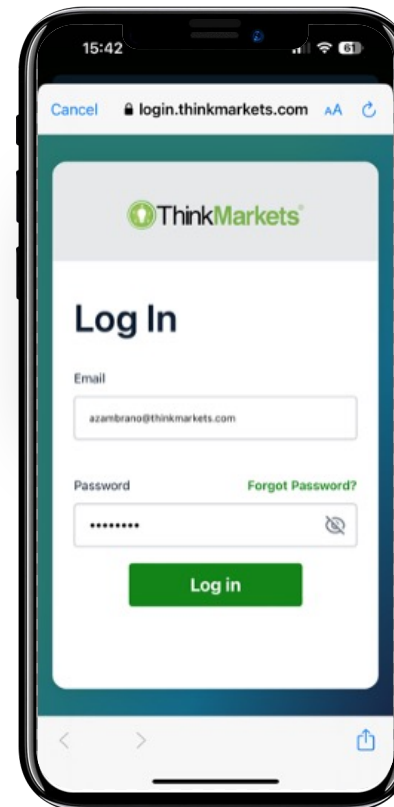 15:42
61
Cancel login.thinkmarkets.com AA
ThinkMarkets®
Log In
Email
azambrano@thinkmarkets.com
Password Forgot Password?
••••••••
Log in